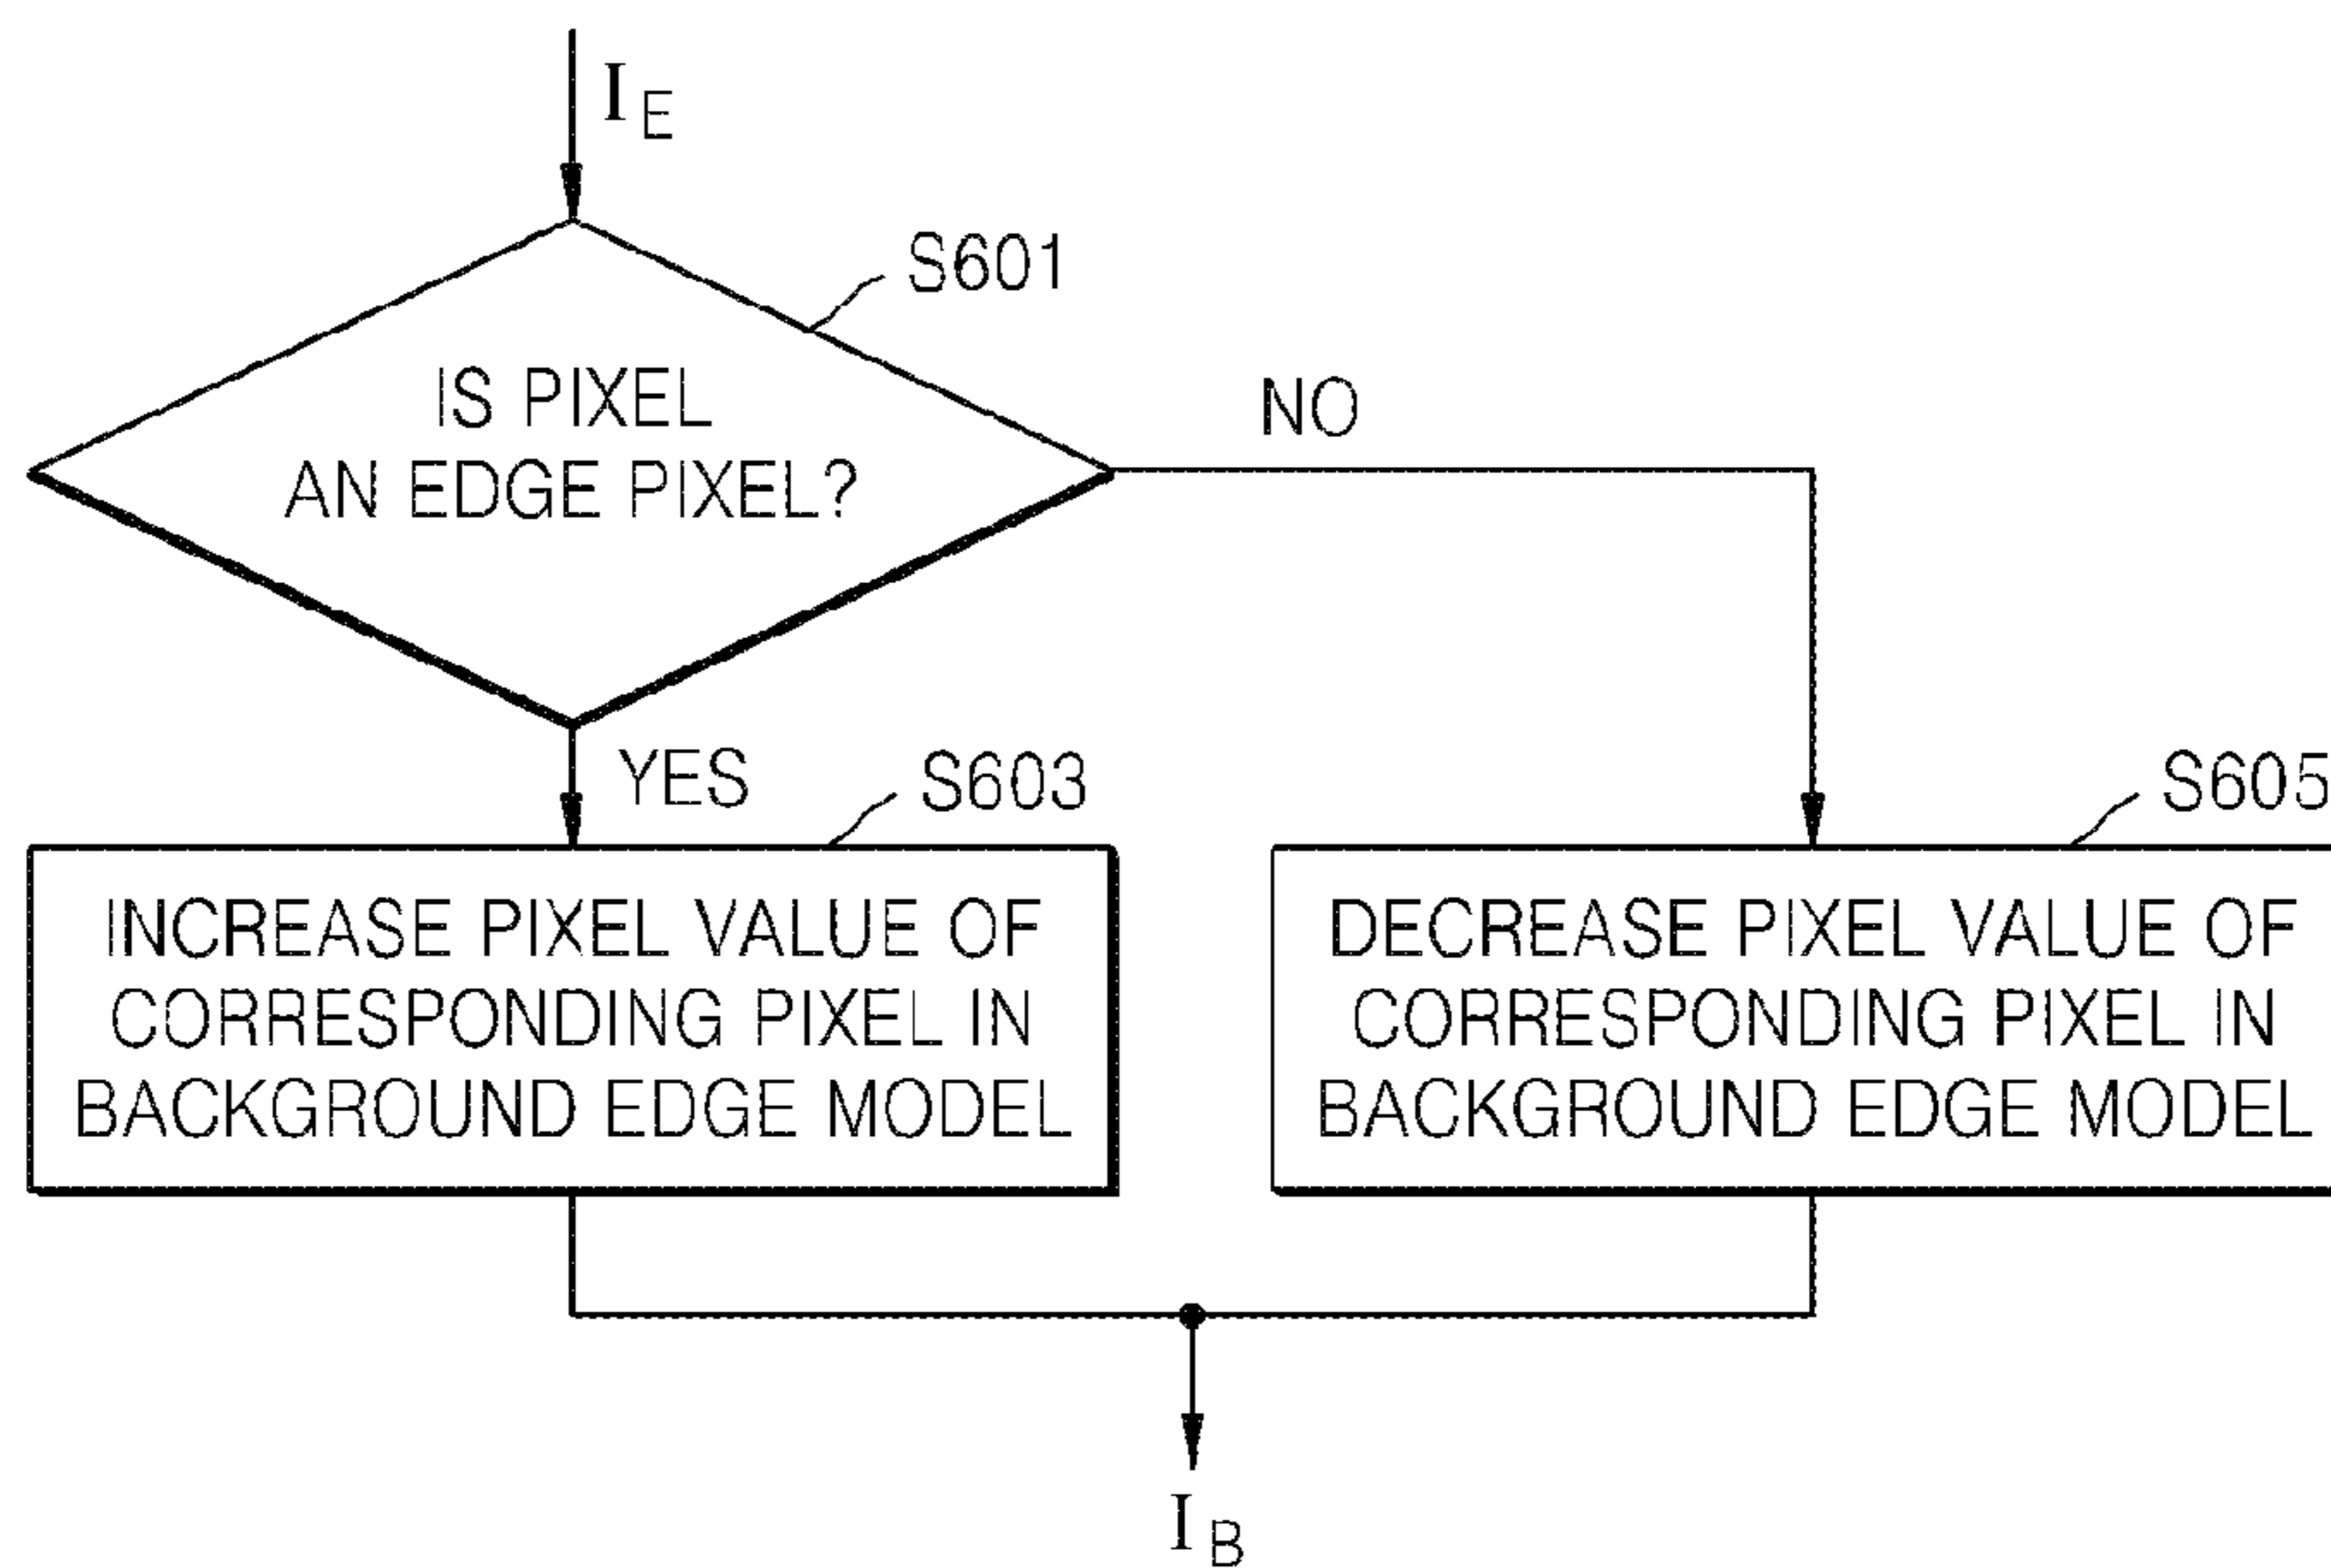 I E
S601
IS PIXEL
AN EDGE PIXEL?
NO
YES
S603
S605
INCREASE PIXEL VALUE OF
CORRESPONDING PIXEL IN
BACKGROUND EDGE MODEL
DECREASE PIXEL VALUE OF
CORRESPONDING PIXEL IN
BACKGROUND EDGE MODEL
I B